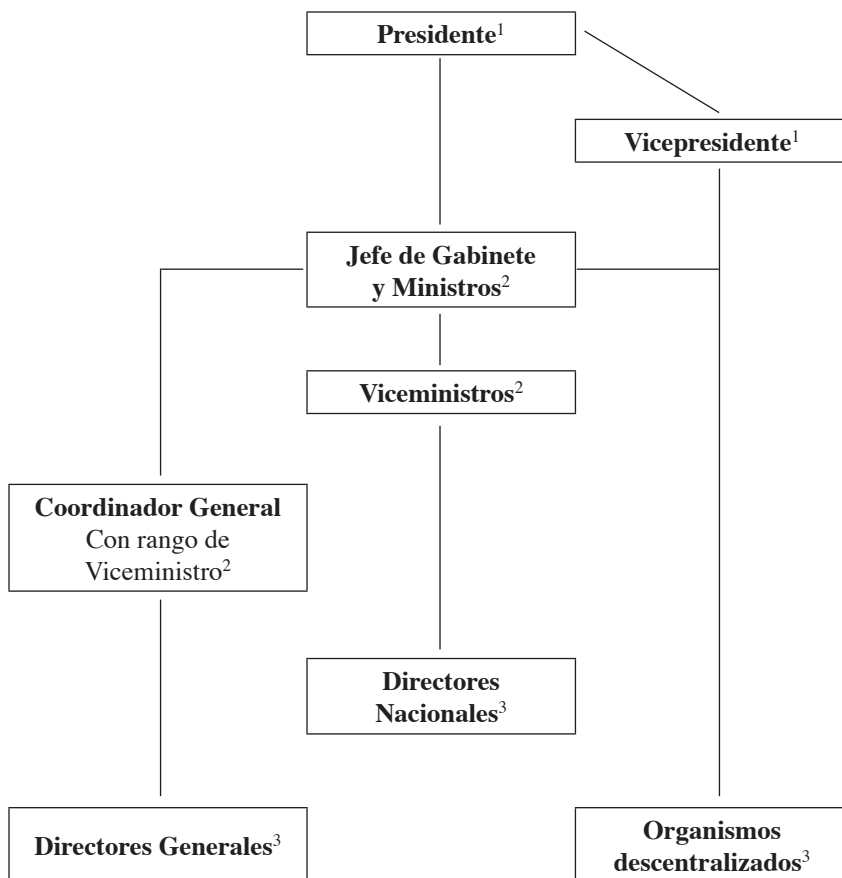 Presidente¹
Vicepresidente¹
Jefe de Gabinete
y Ministros²
Viceministros²
Coordinador General
Con rango de
Viceministro²
Directores
Nacionales³
Directores Generales³
Organismos
descentralizados³